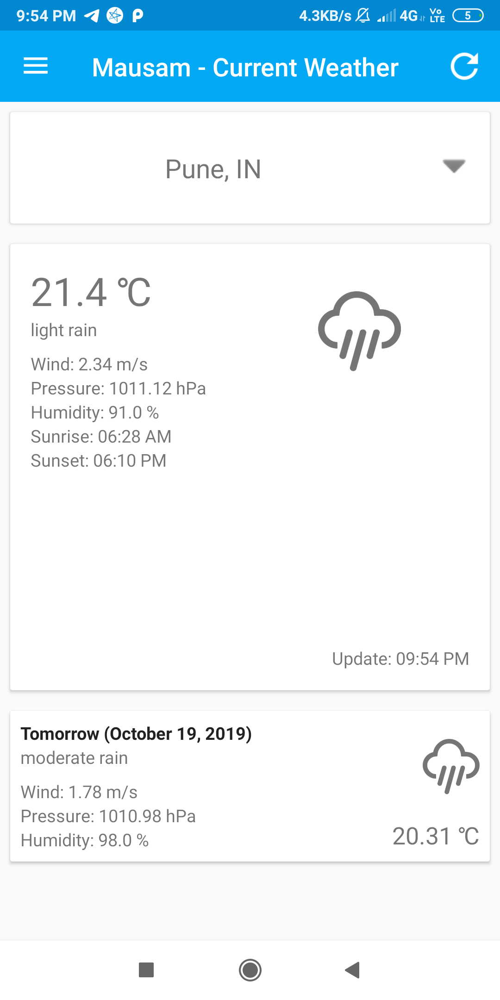 9:54 PM 4.3KB/s 4G Vo LTE 5
Mausam - Current Weather
Pune, IN
21.4 °C
light rain
Wind: 2.34 m/s
Pressure: 1011.12 hPa
Humidity: 91.0 %
Sunrise: 06:28 AM
Sunset: 06:10 PM
Update: 09:54 PM
Tomorrow (October 19, 2019)
moderate rain
Wind: 1.78 m/s
Pressure: 1010.98 hPa
Humidity: 98.0 %
20.31 °C